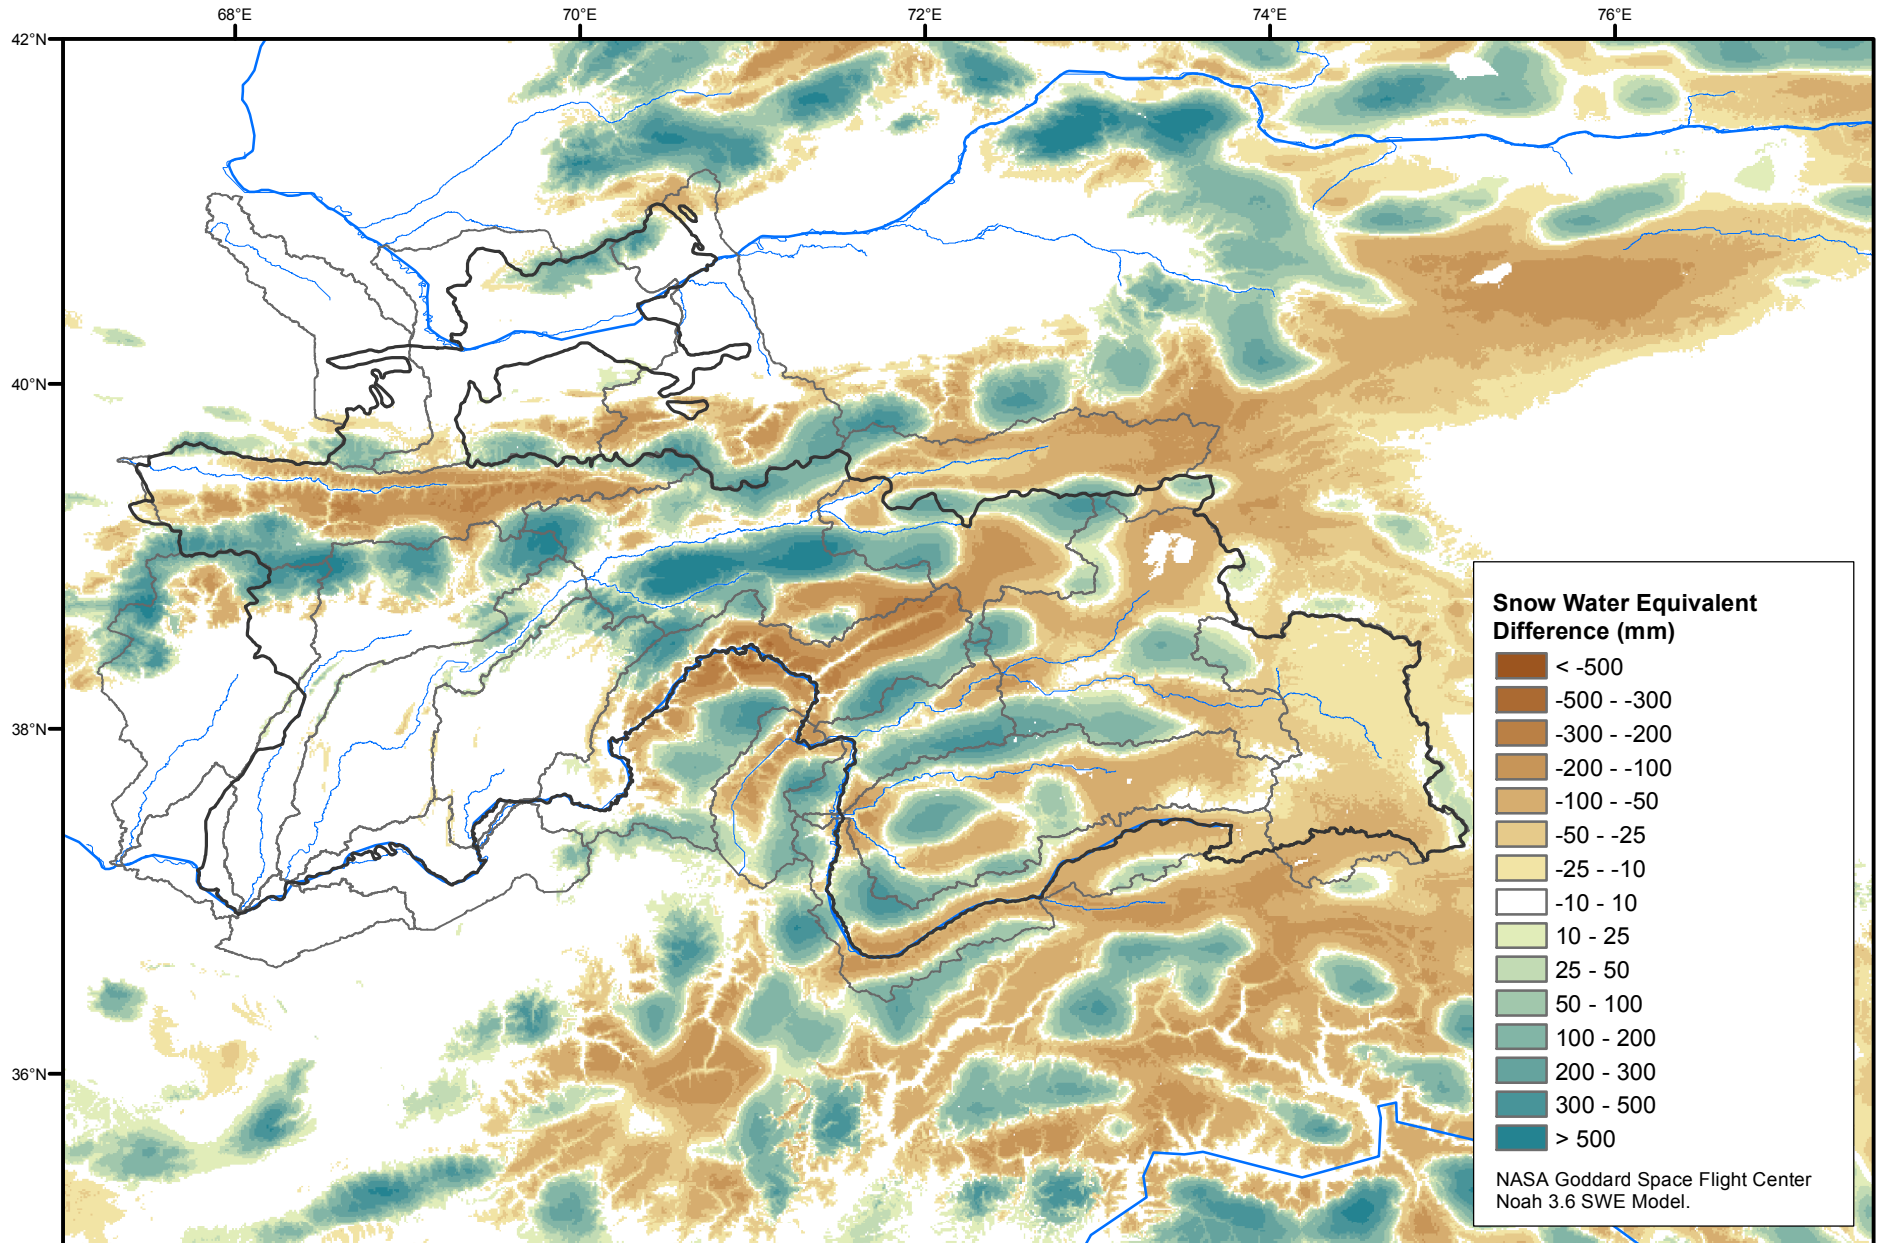 68°E
70°E
72°E
74°E
76°E
42°N
40°N
38°N
36°N
Snow Water Equivalent
Difference (mm)
< -500
-500 - -300
-300 - -200
-200 - -100
-100 - -50
-50 - -25
-25 - -10
-10 - 10
10 - 25
25 - 50
50 - 100
100 - 200
200 - 300
300 - 500
> 500
NASA Goddard Space Flight Center
Noah 3.6 SWE Model.